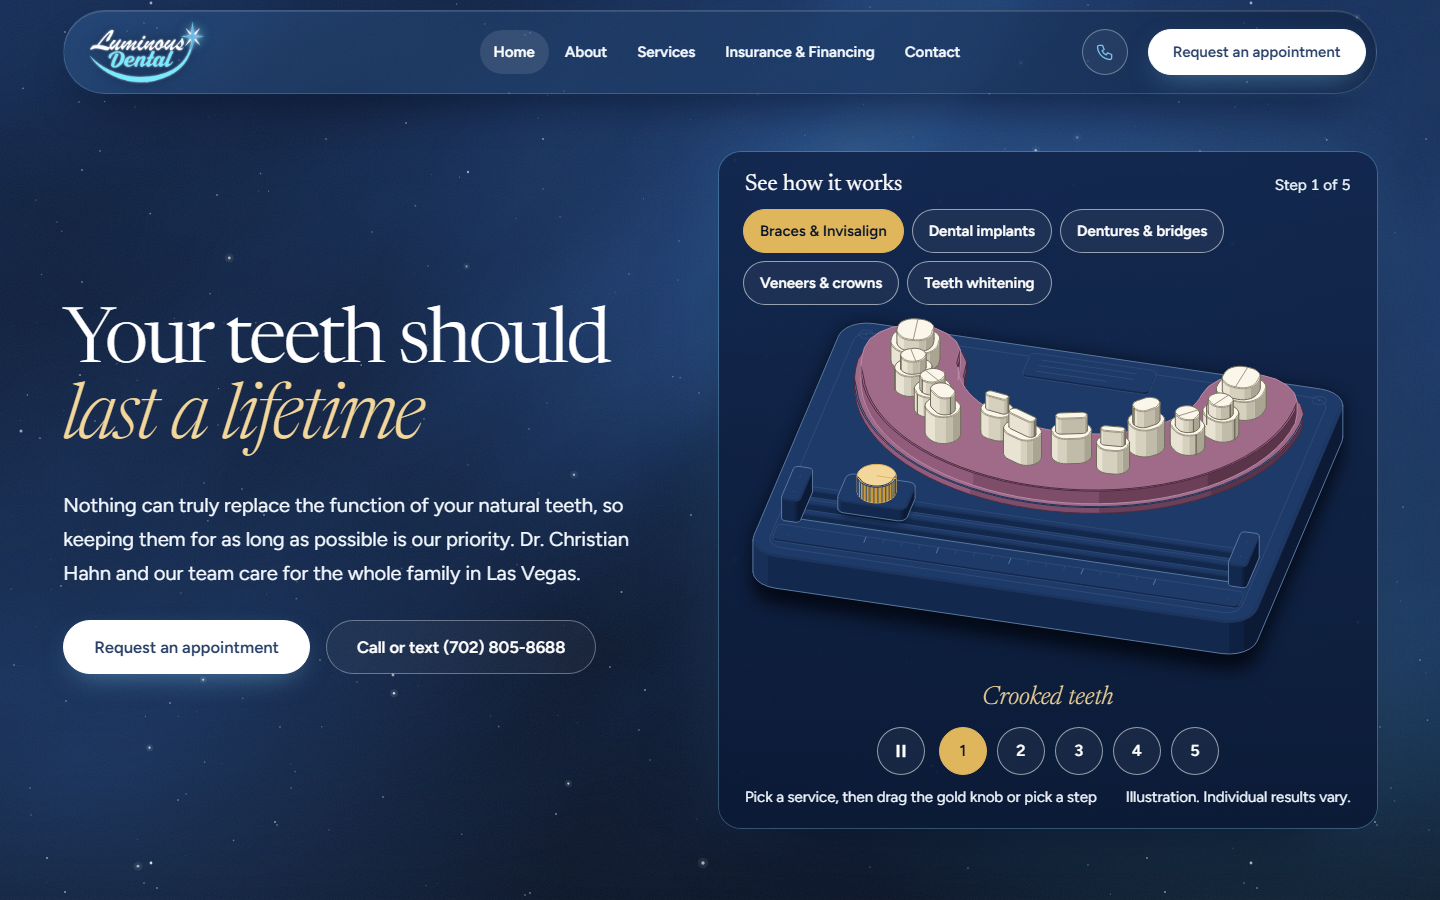 Luminous
Dental
Home
About
Services
Insurance & Financing
Contact
Request an appointment
Your teeth should
last a lifetime
Nothing can truly replace the function of your natural teeth, so
keeping them for as long as possible is our priority. Dr. Christian
Hahn and our team care for the whole family in Las Vegas.
Request an appointment
Call or text (702) 805-8688
See how it works
Step 1 of 5
Braces & Invisalign
Dental implants
Dentures & bridges
Veneers & crowns
Teeth whitening
Crooked teeth
1
2
3
4
5
Pick a service, then drag the gold knob or pick a step
Illustration. Individual results vary.